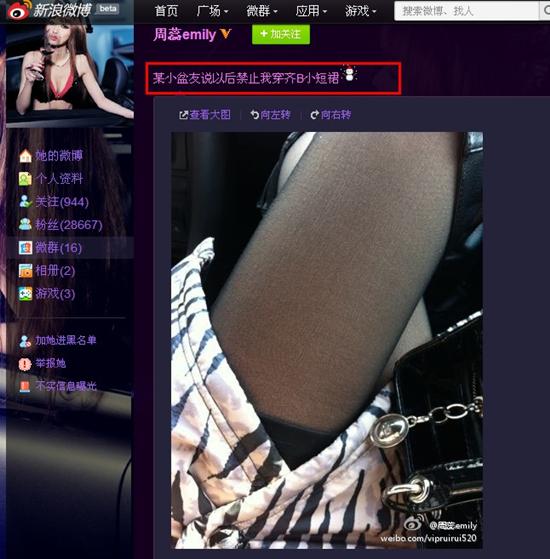 新浪微博 beta
首页 广场 微群 应用 游戏
搜索微博、找人
周蕊emily
+加关注
某小盆友说以后禁止我穿齐B小短裙
查看大图 | 向左转 | 向右转
她的微博
个人资料
关注(944)
粉丝(28667)
微群(16)
相册(2)
游戏(3)
加她进黑名单
举报她
不实信息曝光
@周蕊emily
weibo.com/vipruirui520